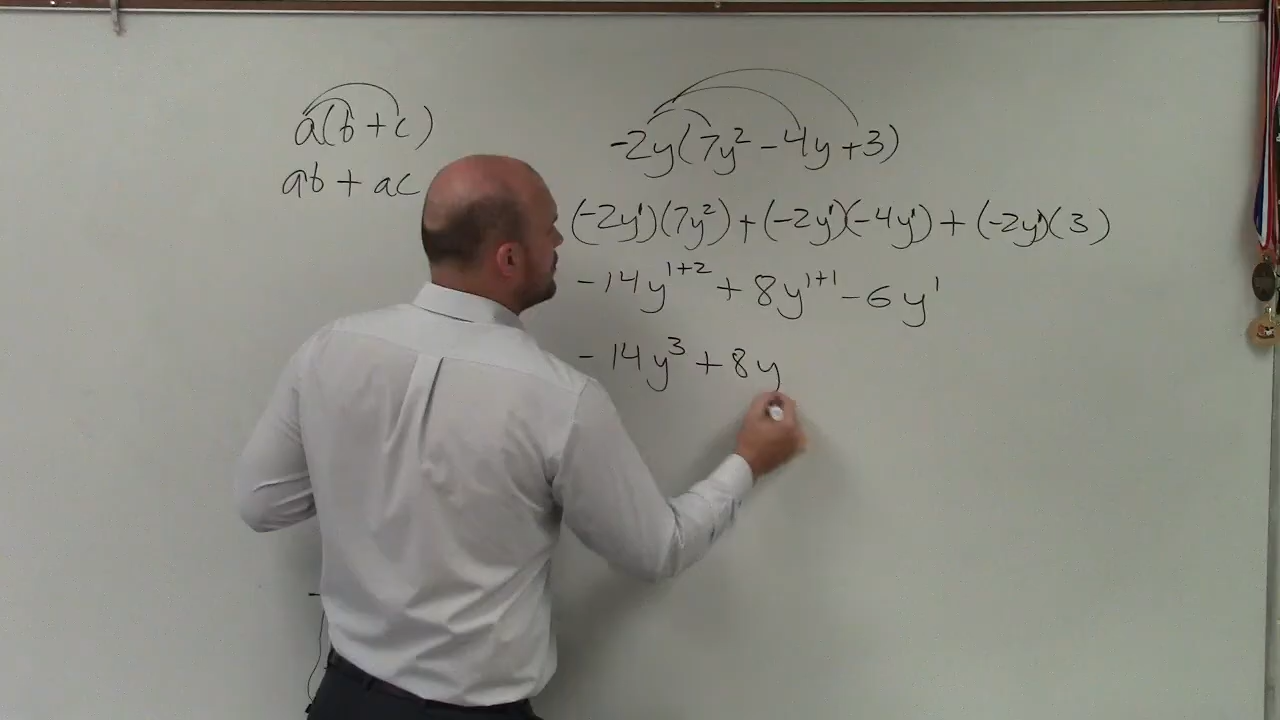 a(b+c)
ab + ac
-2y(7y² - 4y + 3)
(-2y¹)(7y²) + (-2y¹)(-4y¹) + (-2y¹)(3)
-14y¹⁺² + 8y¹⁺¹ - 6y¹
-14y³ + 8y